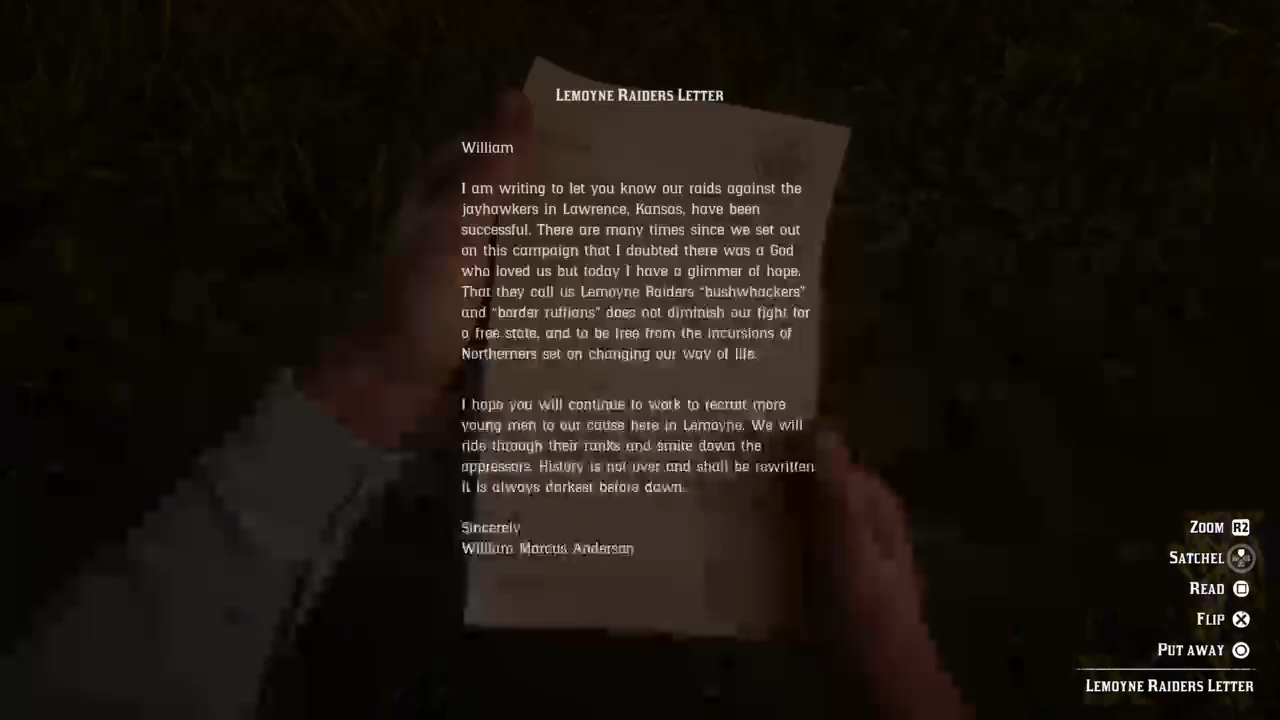 LEMOYNE RAIDERS LETTER
William
I am writing to let you know our raids against the
jayhawkers in Lawrence, Kansas, have been
successful. There are many times since we set out
on this campaign that I doubted there was a God
who loved us but today I have a glimmer of hope.
That they call us Lemoyne Raiders "bushwhackers"
and "border ruffians" does not diminish our fight for
a free state, and to be free from the incursions of
Northerners set on changing our way of life.
I hope you will continue to work to recruit more
young men to our cause here in Lemoyne. We will
ride through their ranks and smite down the
oppressors. History is not over and shall be rewritten.
It is always darkest before dawn.
Sincerely
William Marcus Anderson
ZOOM R2
SATCHEL
READ
FLIP
PUT AWAY
LEMOYNE RAIDERS LETTER